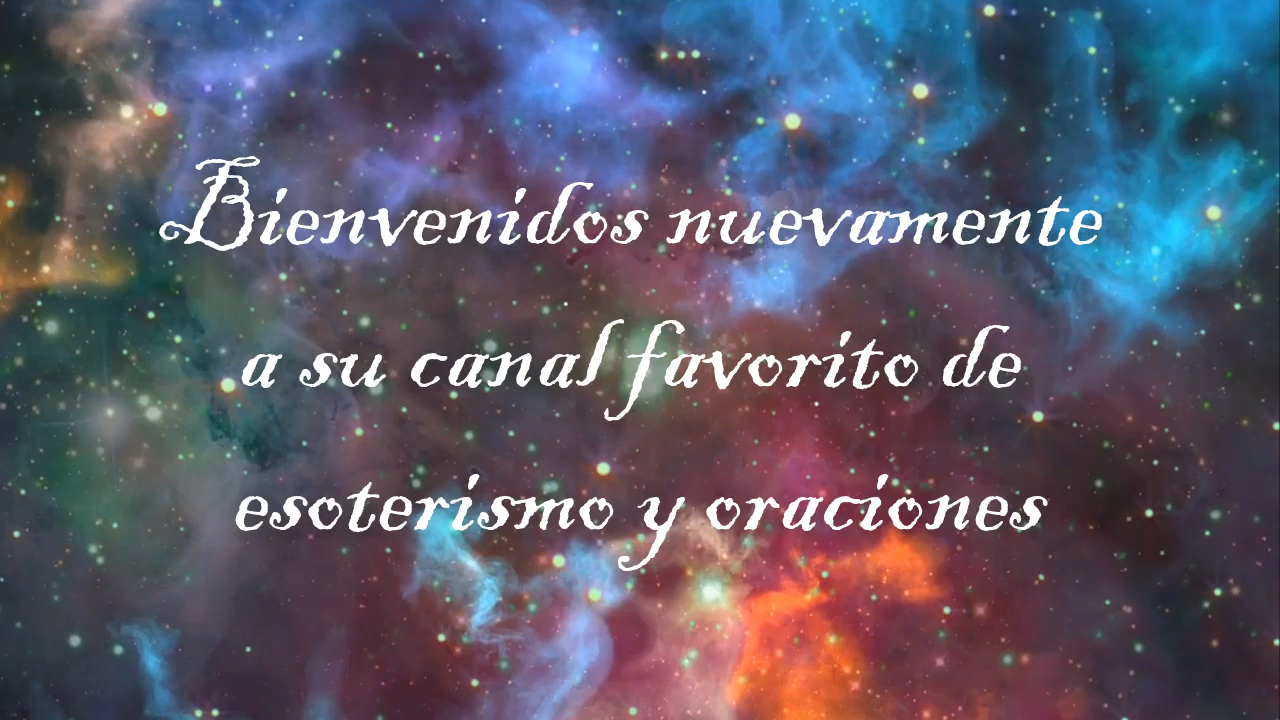 Bienvenidos nuevamente
a su canal favorito de
esoterismo y oraciones